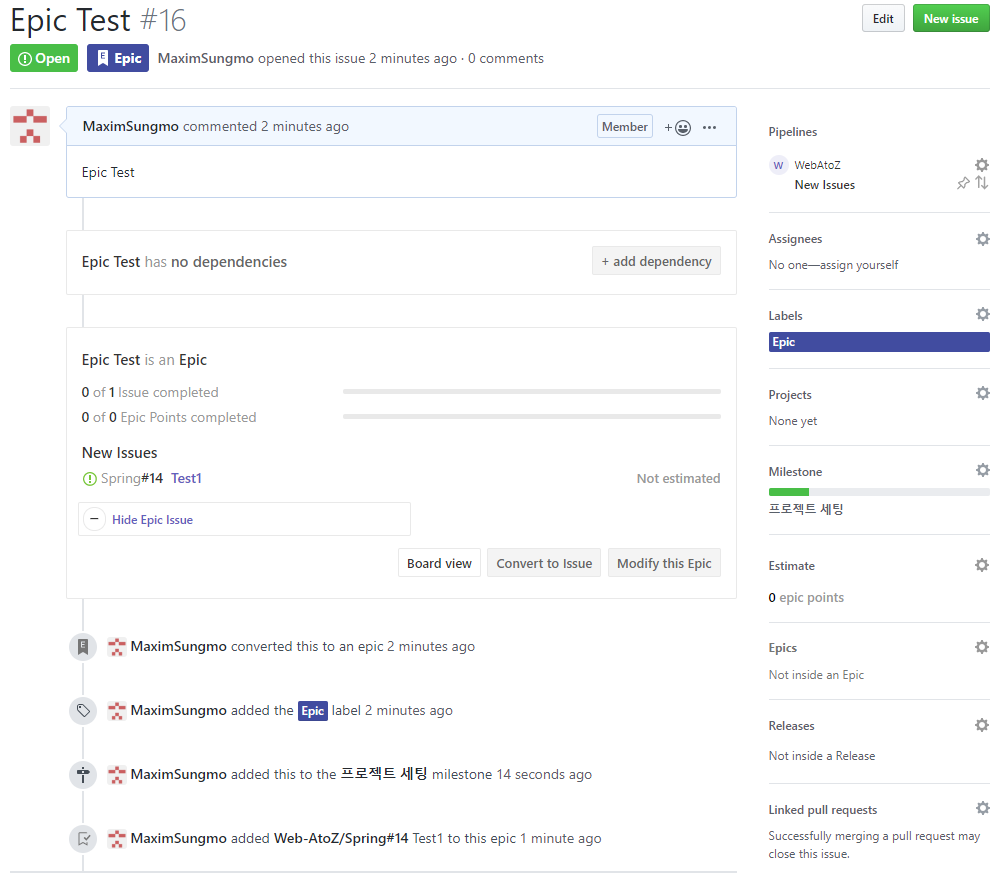 Epic Test #16
Edit
New issue
Open
Epic
MaximSungmo opened this issue 2 minutes ago · 0 comments
MaximSungmo commented 2 minutes ago
Member
Epic Test
Epic Test has no dependencies
+ add dependency
Epic Test is an Epic
0 of 1 Issue completed
0 of 0 Epic Points completed
New Issues
Spring#14 Test1
Not estimated
Hide Epic Issue
Board view
Convert to Issue
Modify this Epic
MaximSungmo converted this to an epic 2 minutes ago
MaximSungmo added the Epic label 2 minutes ago
MaximSungmo added this to the 프로젝트 세팅 milestone 14 seconds ago
MaximSungmo added Web-AtoZ/Spring#14 Test1 to this epic 1 minute ago
Pipelines
W WebAtoZ
New Issues
Assignees
No one—assign yourself
Labels
Epic
Projects
None yet
Milestone
프로젝트 세팅
Estimate
0 epic points
Epics
Not inside an Epic
Releases
Not inside a Release
Linked pull requests
Successfully merging a pull request may
close this issue.